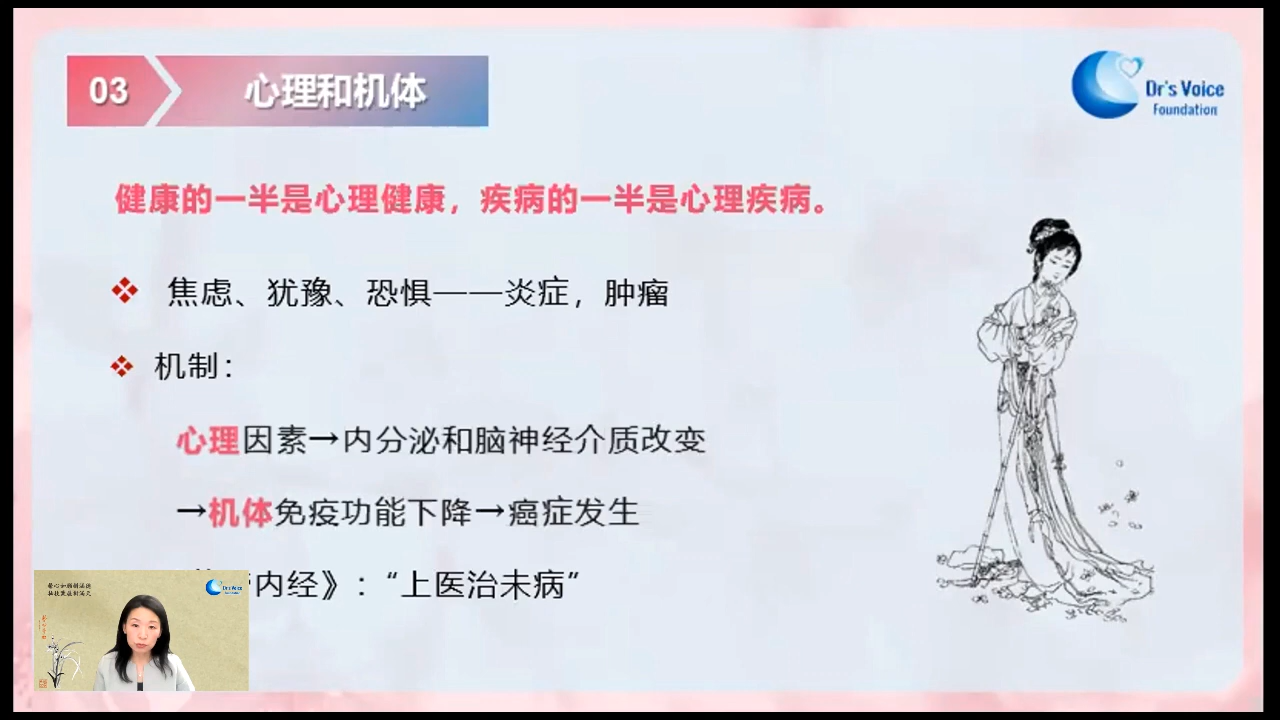 03
心理和机体
Dr's Voice
Foundation
健康的一半是心理健康，疾病的一半是心理疾病。
焦虑、犹豫、恐惧——炎症，肿瘤
机制：
心理因素→内分泌和脑神经介质改变
→机体免疫功能下降→癌症发生
内经》：“上医治未病”
Dr's Voice